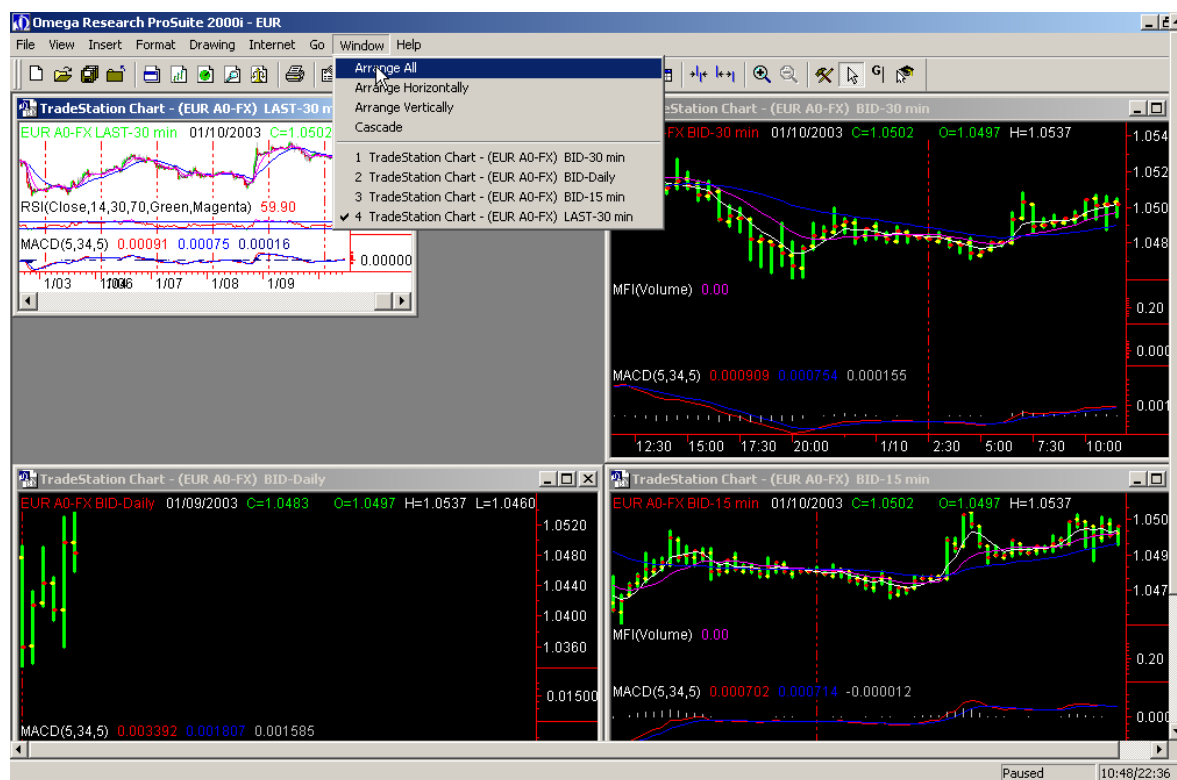 Omega Research ProSuite 2000i - EUR
File View Insert Format Drawing Internet Go Window Help
Arrange All
Arrange Horizontally
Arrange Vertically
Cascade
1 TradeStation Chart - (EUR A0-FX) BID-30 min
2 TradeStation Chart - (EUR A0-FX) BID-Daily
3 TradeStation Chart - (EUR A0-FX) BID-15 min
4 TradeStation Chart - (EUR A0-FX) LAST-30 min
TradeStation Chart - (EUR A0-FX) LAST-30 m
EUR A0-FX LAST-30 min 01/10/2003 C=1.0502
RSI(Close,14,30,70,Green,Magenta) 59.90
MACD(5,34,5) 0.00091 0.00075 0.00016
0.00000
1/03 1/07 1/08 1/09
Station Chart - (EUR A0-FX) BID-30 min
-FX BID-30 min 01/10/2003 C=1.0502 O=1.0497 H=1.0537
1.054
1.052
1.050
1.048
MFI(Volume) 0.00
0.20
0.000
MACD(5,34,5) 0.000909 0.000754 0.000155
0.001
12:30 15:00 17:30 20:00 1/10 2:30 5:00 7:30 10:00
TradeStation Chart - (EUR A0-FX) BID-Daily
EUR A0-FX BID-Daily 01/09/2003 C=1.0483 O=1.0497 H=1.0537 L=1.0460
1.0520
1.0480
1.0440
1.0400
1.0360
0.01500
MACD(5,34,5) 0.003392 0.001807 0.001585
TradeStation Chart - (EUR A0-FX) BID-15 min
EUR A0-FX BID-15 min 01/10/2003 C=1.0502 O=1.0497 H=1.0537
1.050
1.049
1.047
MFI(Volume) 0.00
0.20
MACD(5,34,5) 0.000702 0.000714 -0.000012
0.000
Paused 10:48/22:36